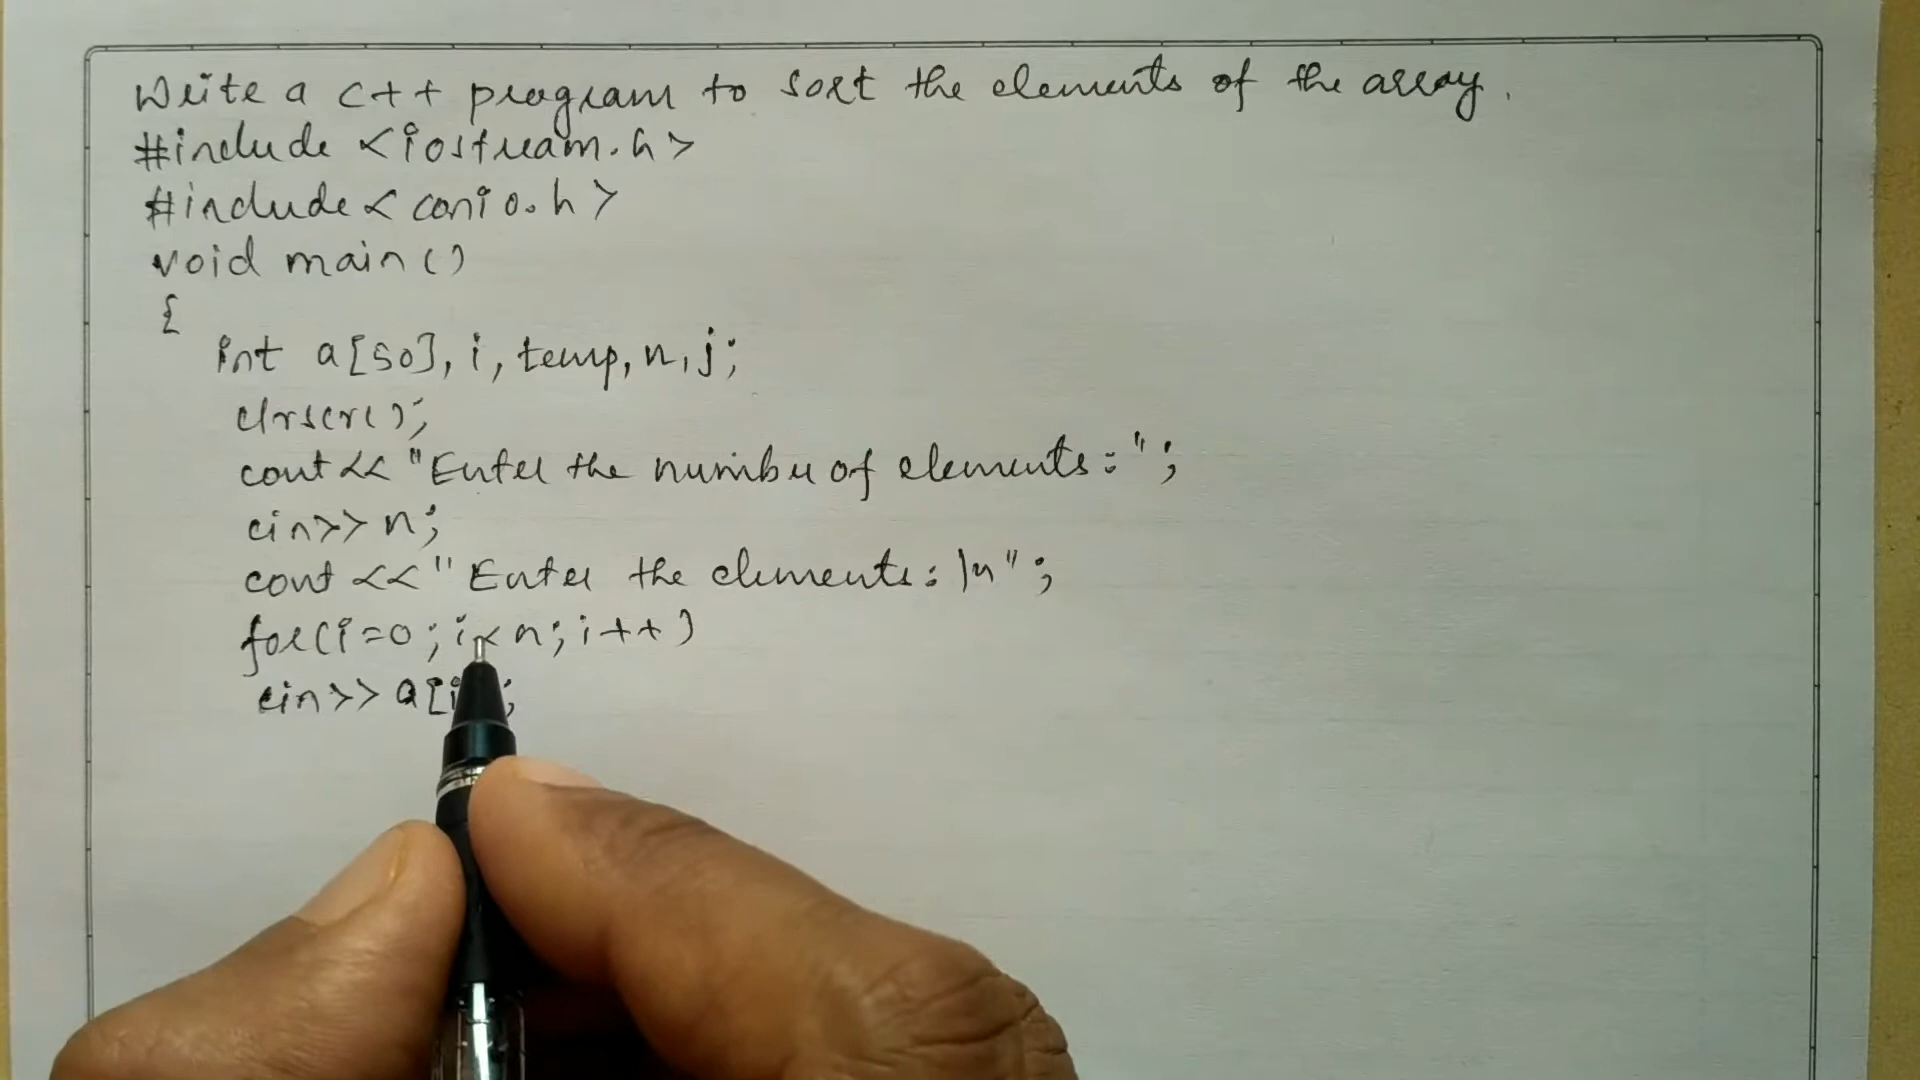 Write a C++ program to sort the elements of the array.
#include <iostream.h>
#include < conio.h >
void main ()
{
int a[50], i, temp, n, j;
clrscr();
cout << "Enter the number of elements: ";
cin>> n;
cout << " Enter the elements: \n" ;
for(i=0; i<n; i++)
cin>> a[i];